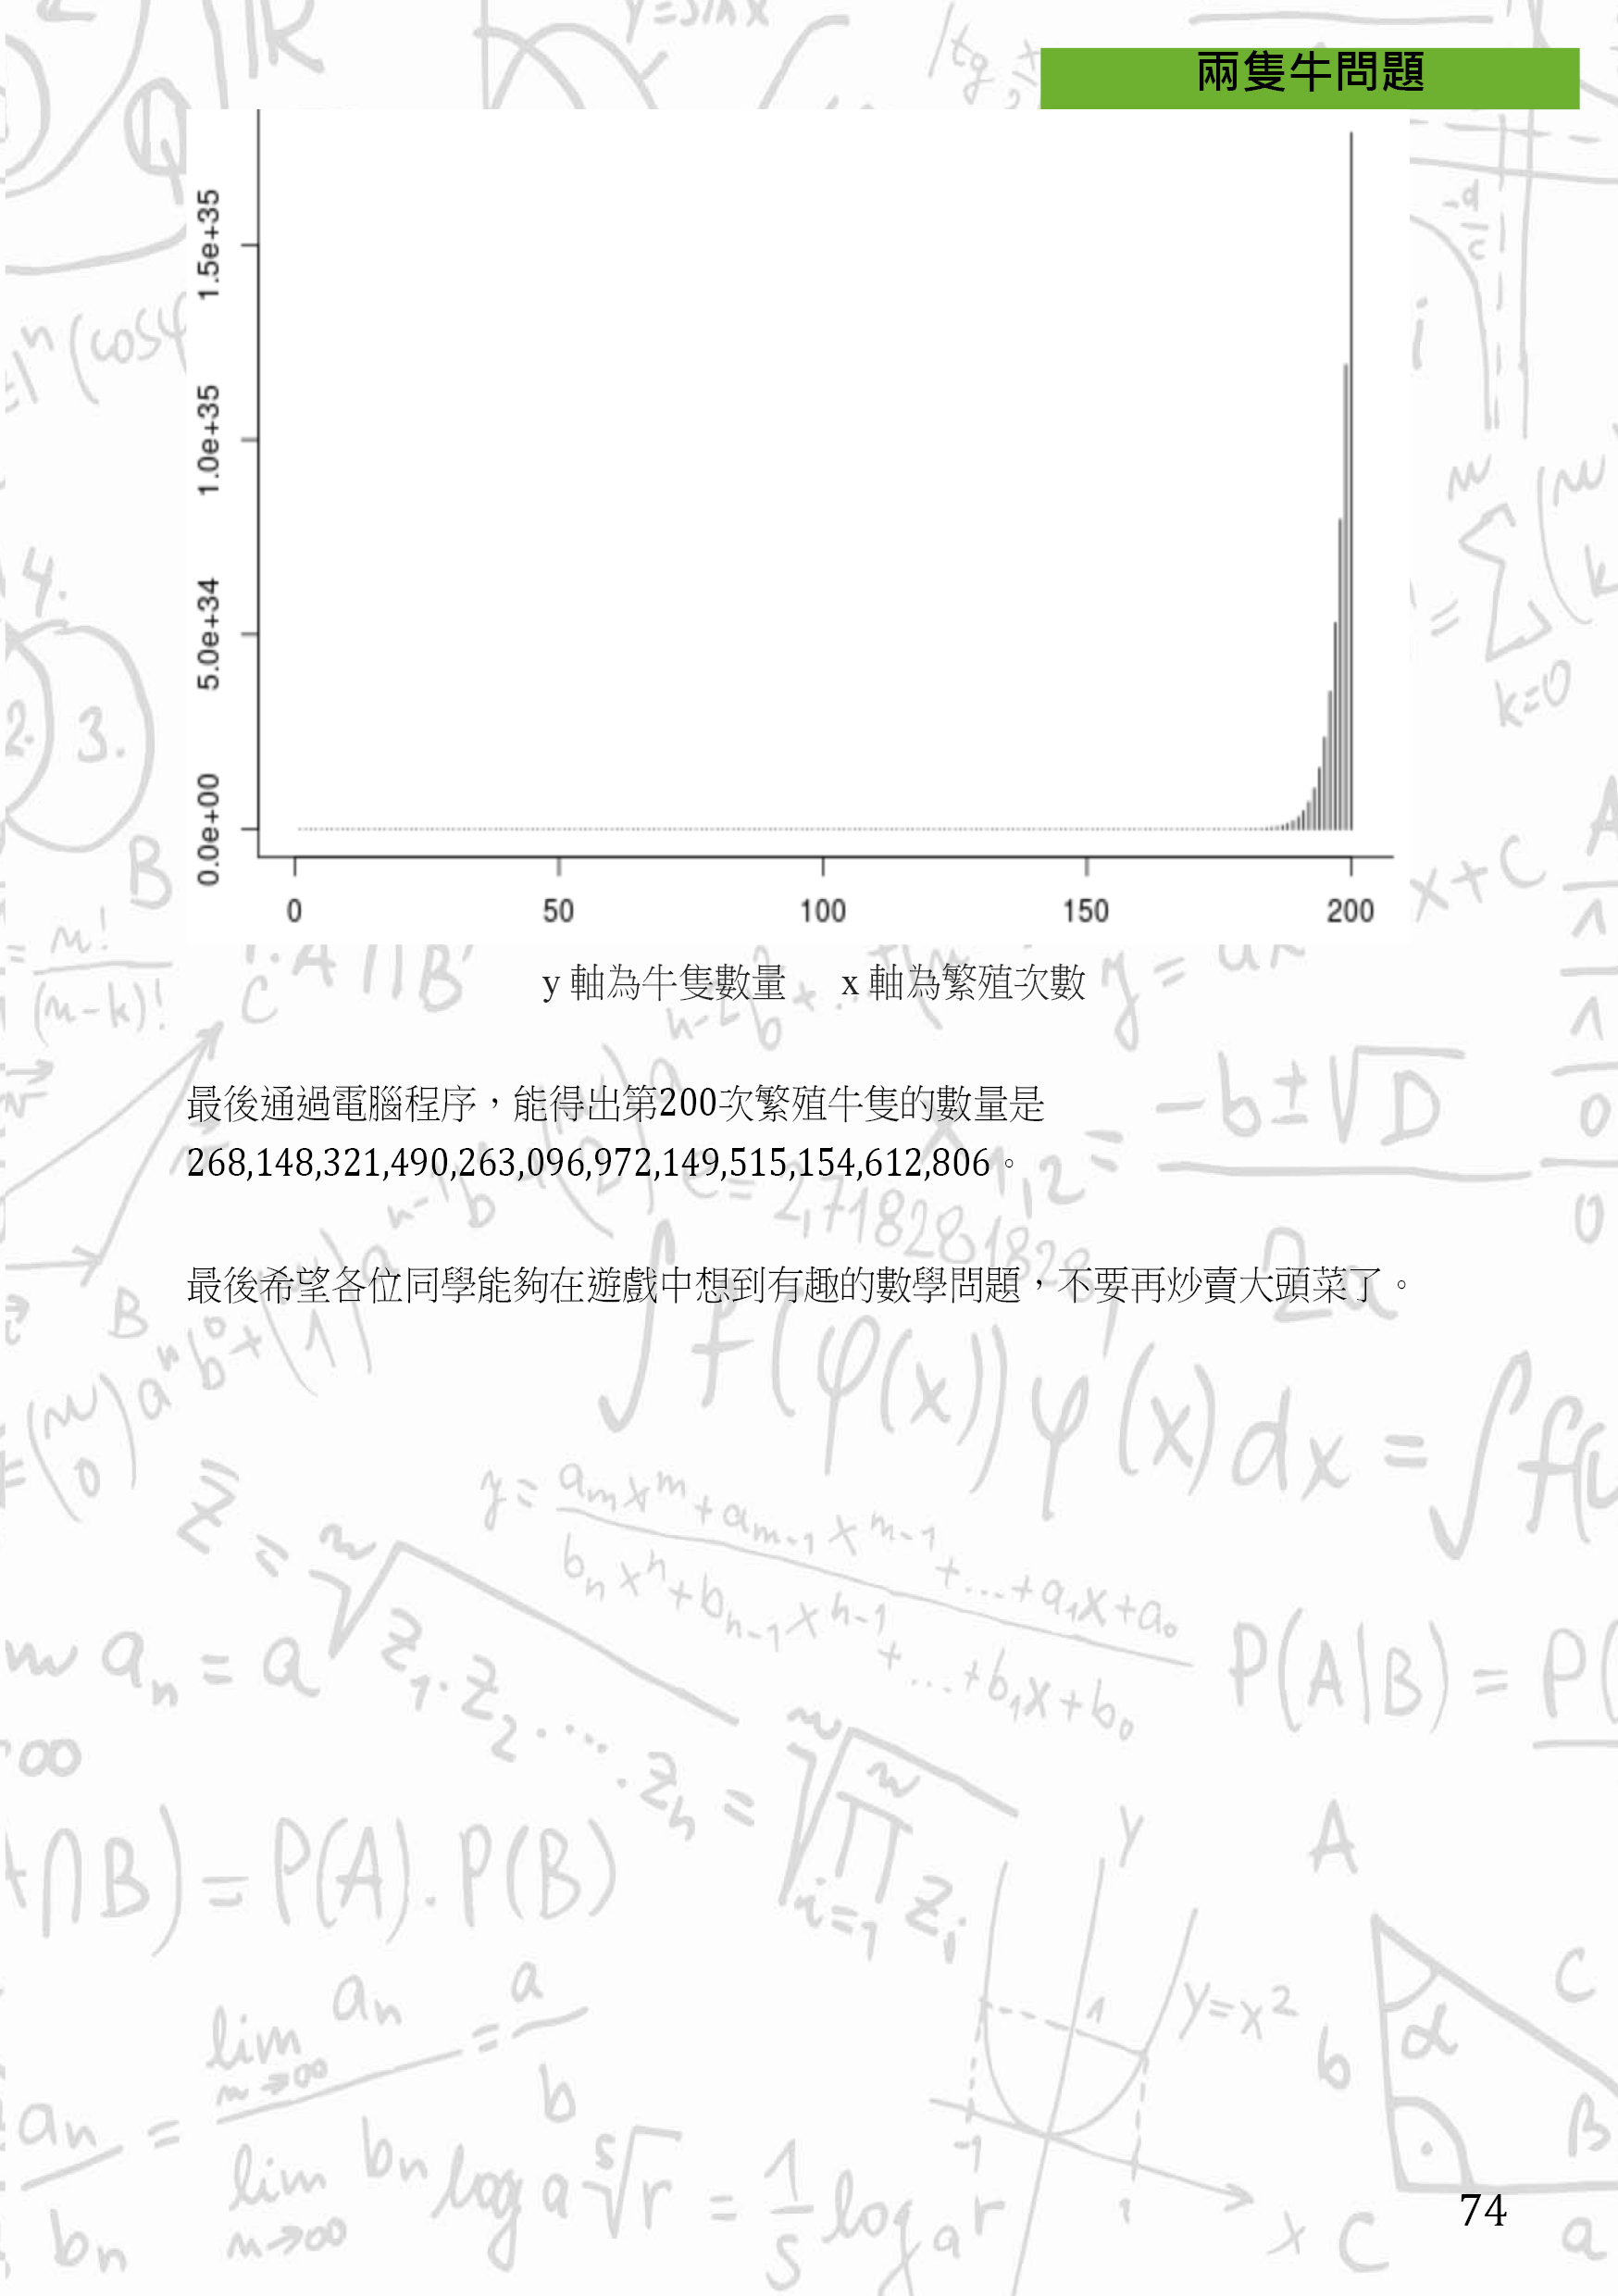 兩隻牛問題
1.5e+35
1.0e+35
5.0e+34
0.0e+00
0 50 100 150 200
y 軸為牛隻數量 x 軸為繁殖次數
最後通過電腦程序，能得出第200次繁殖牛隻的數量是
268,148,321,490,263,096,972,149,515,154,612,806。
最後希望各位同學能夠在遊戲中想到有趣的數學問題，不要再炒賣大頭菜了。
74